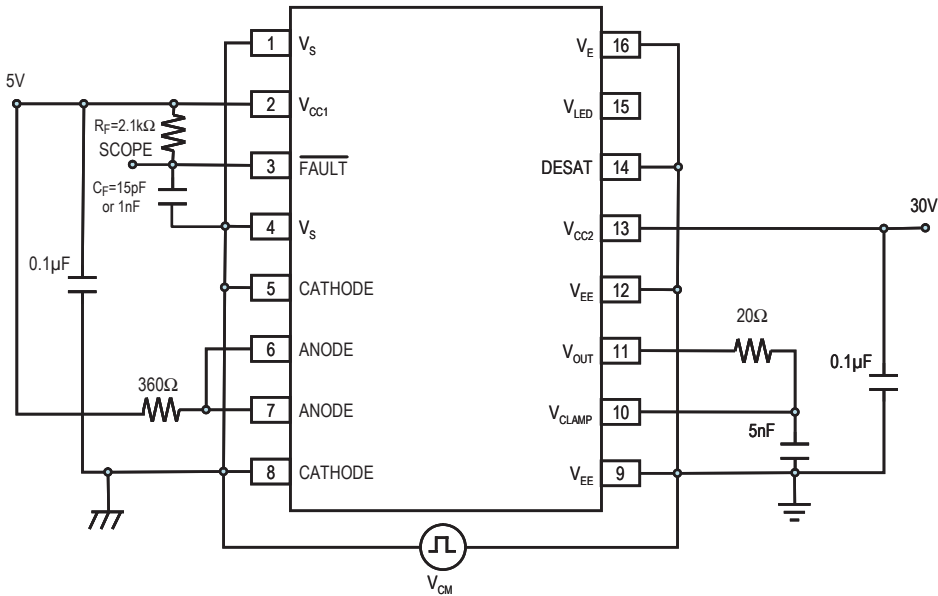 5V
R_F=2.1kΩ
SCOPE
C_F=15pF
or 1nF
0.1µF
360Ω
1 V_S
2 V_CC1
3 FAULT
4 V_S
5 CATHODE
6 ANODE
7 ANODE
8 CATHODE
V_E 16
V_LED 15
DESAT 14
V_CC2 13
V_EE 12
V_OUT 11
V_CLAMP 10
V_EE 9
30V
20Ω
0.1µF
5nF
V_CM